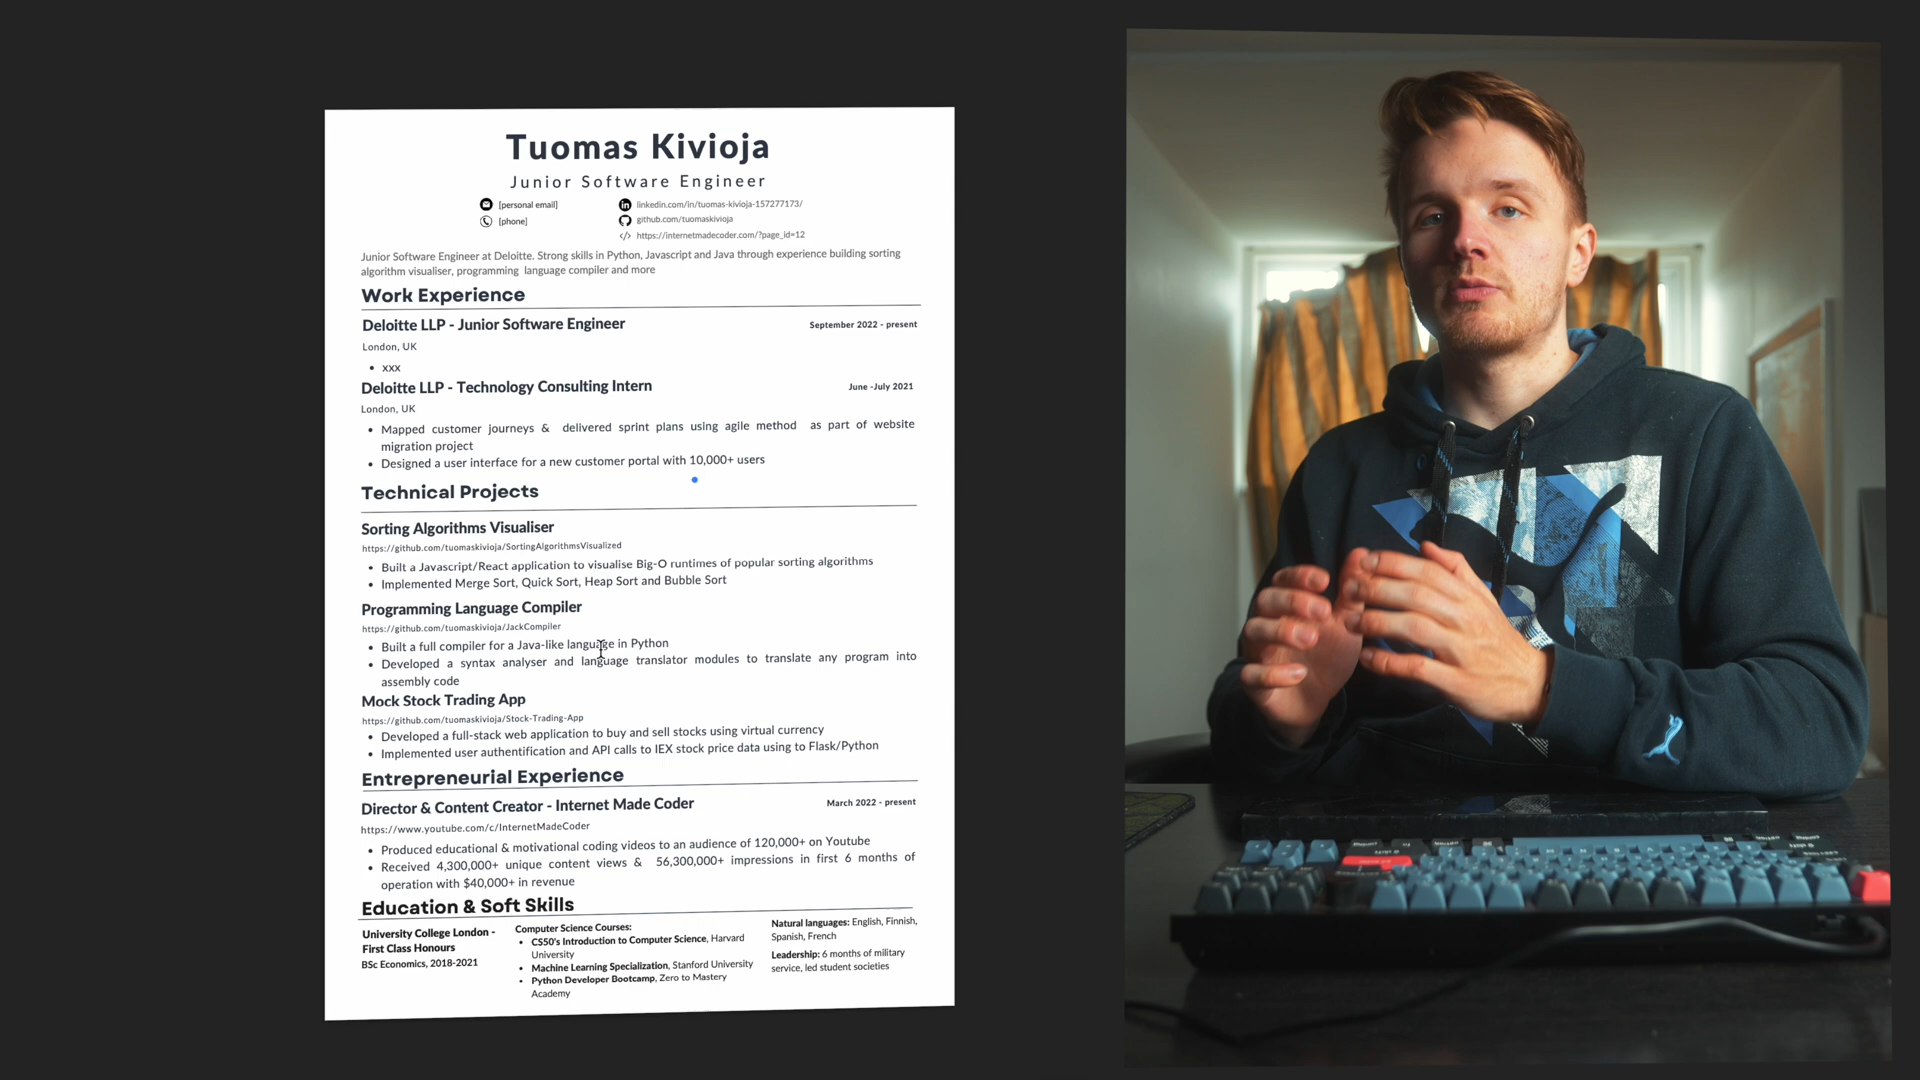 Tuomas Kivioja
Junior Software Engineer
[personal email]
linkedin.com/in/tuomas-kivioja-157277173/
[phone]
github.com/tuomaskivioja
</> https://internetmadecoder.com/?page_id=12
Junior Software Engineer at Deloitte. Strong skills in Python, Javascript and Java through experience building sorting
algorithm visualiser, programming language compiler and more
Work Experience
Deloitte LLP - Junior Software Engineer
September 2022 - present
London, UK
• xxx
Deloitte LLP - Technology Consulting Intern
June -July 2021
London, UK
• Mapped customer journeys & delivered sprint plans using agile method as part of website
migration project
• Designed a user interface for a new customer portal with 10,000+ users
Technical Projects
Sorting Algorithms Visualiser
https://github.com/tuomaskivioja/SortingAlgorithmsVisualized
• Built a Javascript/React application to visualise Big-O runtimes of popular sorting algorithms
• Implemented Merge Sort, Quick Sort, Heap Sort and Bubble Sort
Programming Language Compiler
https://github.com/tuomaskivioja/JackCompiler
• Built a full compiler for a Java-like language in Python
• Developed a syntax analyser and language translator modules to translate any program into
assembly code
Mock Stock Trading App
https://github.com/tuomaskivioja/Stock-Trading-App
• Developed a full-stack web application to buy and sell stocks using virtual currency
• Implemented user authentification and API calls to IEX stock price data using to Flask/Python
Entrepreneurial Experience
Director & Content Creator - Internet Made Coder
March 2022 - present
https://www.youtube.com/c/InternetMadeCoder
• Produced educational & motivational coding videos to an audience of 120,000+ on Youtube
• Received 4,300,000+ unique content views & 56,300,000+ impressions in first 6 months of
operation with $40,000+ in revenue
Education & Soft Skills
University College London -
First Class Honours
BSc Economics, 2018-2021
Computer Science Courses:
• CS50's Introduction to Computer Science, Harvard
University
• Machine Learning Specialization, Stanford University
• Python Developer Bootcamp, Zero to Mastery
Academy
Natural languages: English, Finnish,
Spanish, French
Leadership: 6 months of military
service, led student societies